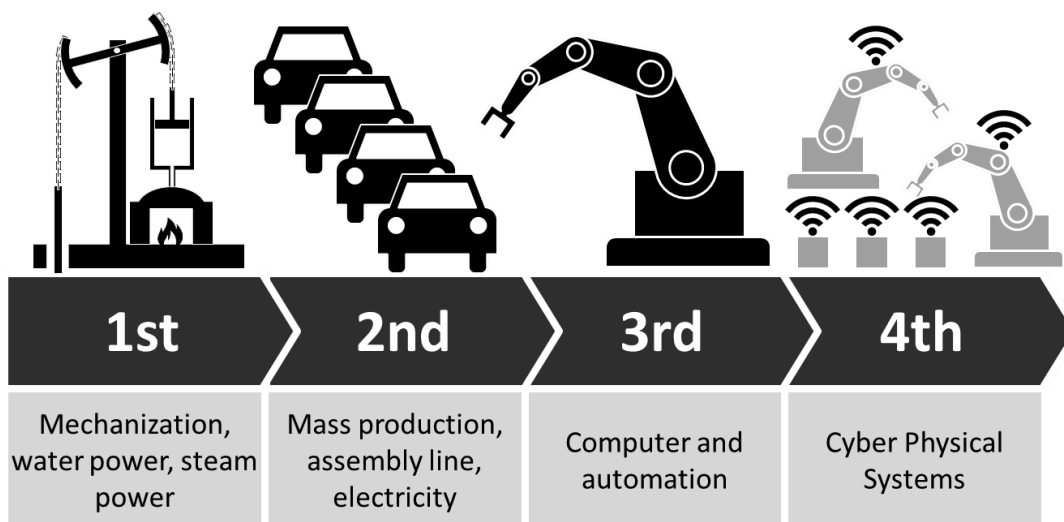 1st
2nd
3rd
4th
Mechanization,
water power, steam
power
Mass production,
assembly line,
electricity
Computer and
automation
Cyber Physical
Systems